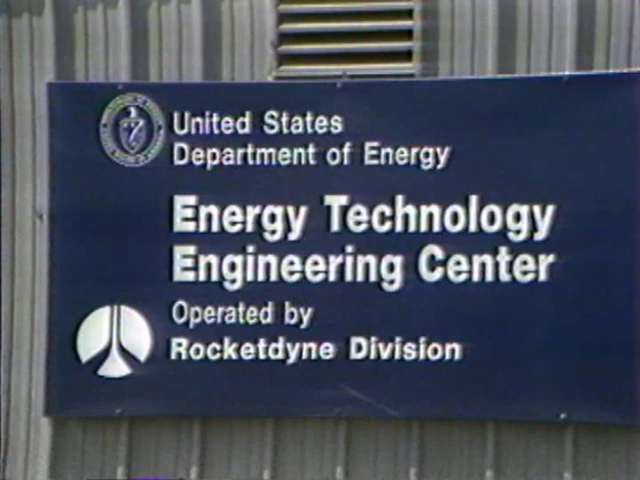 United States
Department of Energy
Energy Technology
Engineering Center
Operated by
Rocketdyne Division